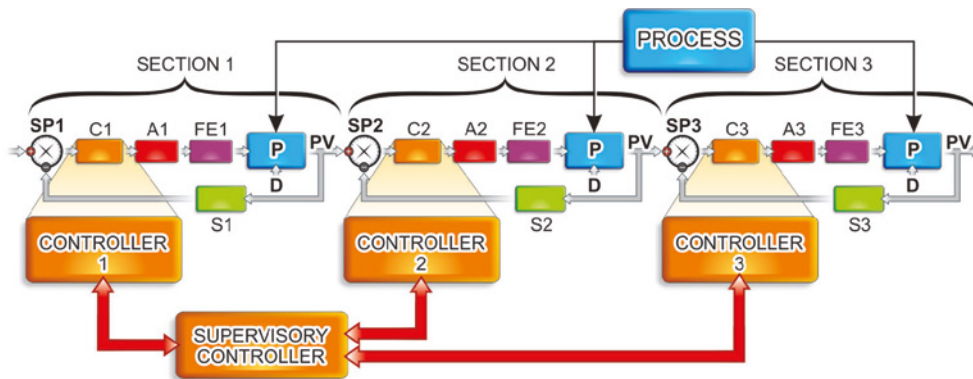 PROCESS
SECTION 1
SECTION 2
SECTION 3
SP1
C1
A1
FE1
P
PV
D
S1
SP2
C2
A2
FE2
P
PV
D
S2
SP3
C3
A3
FE3
P
PV
D
S3
CONTROLLER
1
CONTROLLER
2
CONTROLLER
3
SUPERVISORY
CONTROLLER